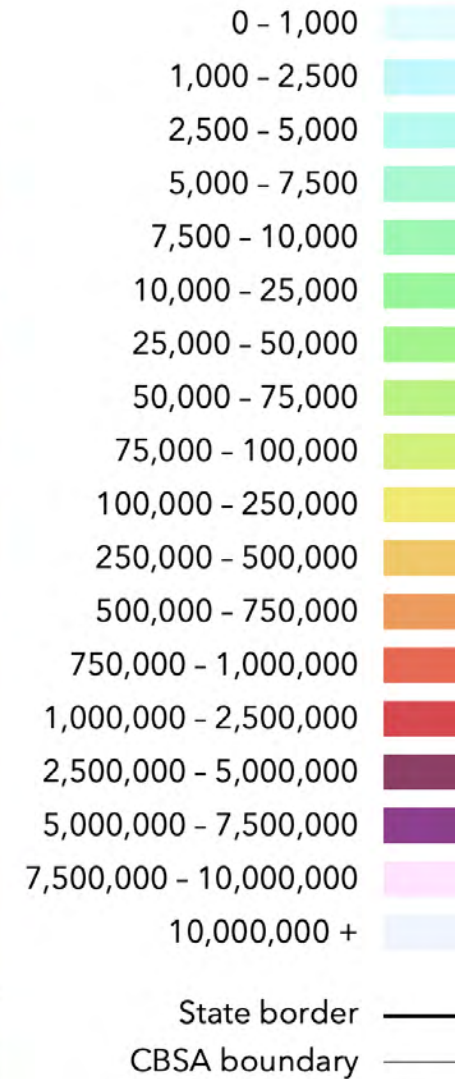 0 – 1,000
1,000 – 2,500
2,500 – 5,000
5,000 – 7,500
7,500 – 10,000
10,000 – 25,000
25,000 – 50,000
50,000 – 75,000
75,000 – 100,000
100,000 – 250,000
250,000 – 500,000
500,000 – 750,000
750,000 – 1,000,000
1,000,000 – 2,500,000
2,500,000 – 5,000,000
5,000,000 – 7,500,000
7,500,000 – 10,000,000
10,000,000 +
State border
CBSA boundary